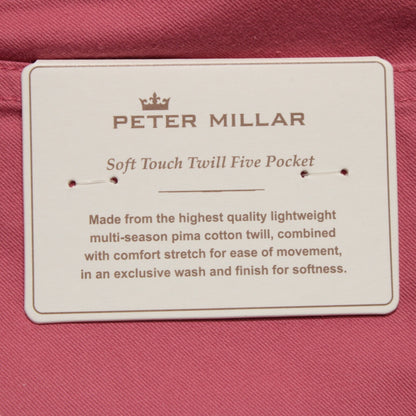 PETER MILLAR
Soft Touch Twill Five Pocket
Made from the highest quality lightweight
multi-season pima cotton twill, combined
with comfort stretch for ease of movement,
in an exclusive wash and finish for softness.